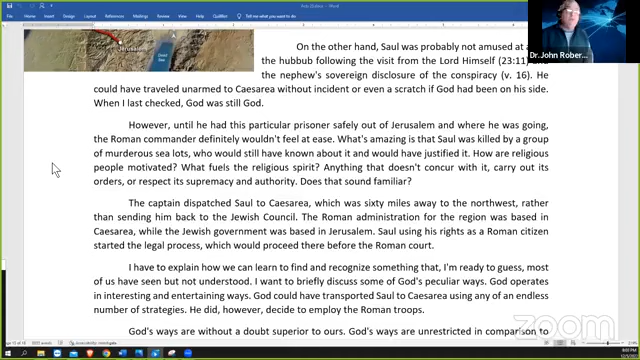 Acts (Outline) - Word
File Home Insert Design Layout References Mailings Review View Help QuillBot Tell me what you want to do
Jerusalem
Dead
Sea
Dr. John Rober...
On the other hand, Saul was probably not amused at
the hubbub following the visit from the Lord Himself (23:11) and
the nephew's sovereign disclosure of the conspiracy (v. 16). He
could have traveled unarmed to Caesarea without incident or even a scratch if God had been on his side.
When I last checked, God was still God.
However, until he had this particular prisoner safely out of Jerusalem and where he was going,
the Roman commander definitely wouldn't feel at ease. What's amazing is that Saul was killed by a group
of murderous sea lots, who would still have known about it and would have justified it. How are religious
people motivated? What fuels the religious spirit? Anything that doesn't concur with it, carry out its
orders, or respect its supremacy and authority. Does that sound familiar?
The captain dispatched Saul to Caesarea, which was sixty miles away to the northwest, rather
than sending him back to the Jewish Council. The Roman administration for the region was based in
Caesarea, while the Jewish government was based in Jerusalem. Saul using his rights as a Roman citizen
started the legal process, which would proceed there before the Roman court.
I have to explain how we can learn to find and recognize something that, I'm ready to guess, most
of us have seen but not understood. I want to briefly discuss some of God's peculiar ways. God operates
in interesting and entertaining ways. God could have transported Saul to Caesarea using any of an endless
number of strategies. He did, however, decide to employ the Roman troops.
God's ways are without a doubt superior to ours. God's ways are unrestricted in comparison to
zoom